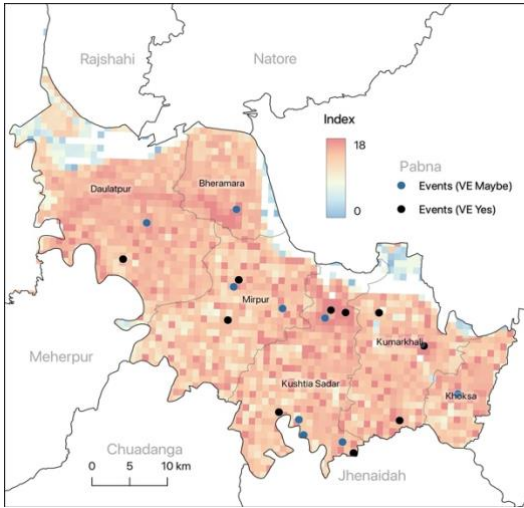 Rajshahi
Natore
Index
18
0
Pabna
Events (VE Maybe)
Events (VE Yes)
Daulatpur
Bheramara
Mirpur
Kumarkhali
Meherpur
Kushtia Sadar
Khoksa
Chuadanga
0 10 km
Jhenaidah